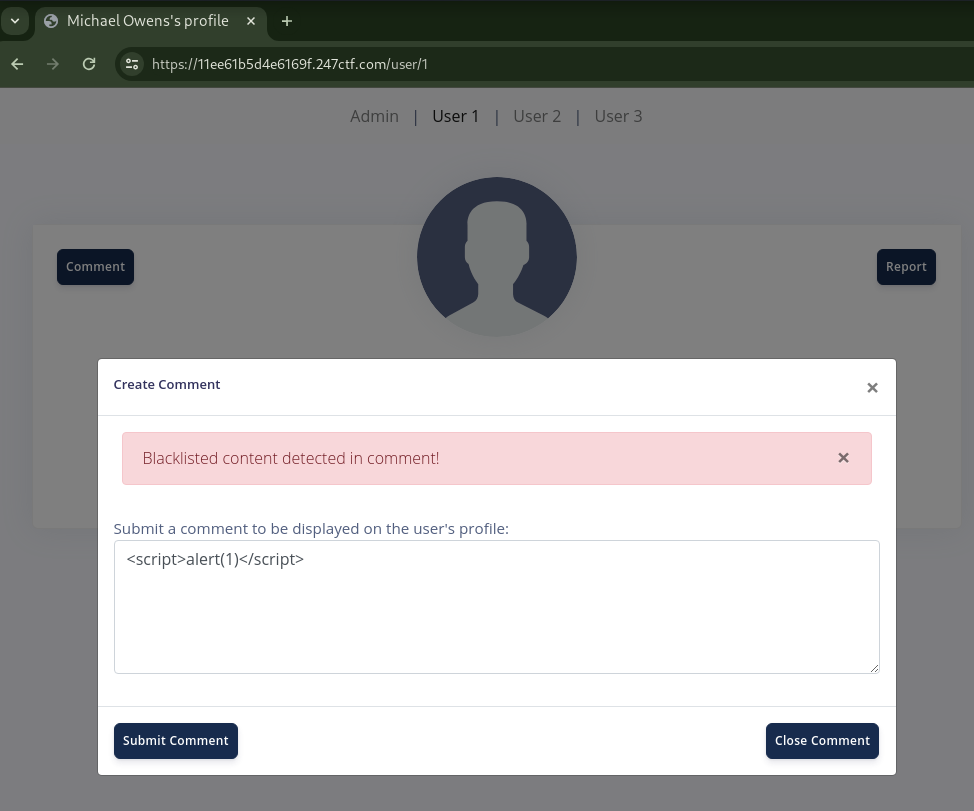 Michael Owens's profile
https://11ee61b5d4e6169f.247ctf.com/user/1
Admin | User 1 | User 2 | User 3
Comment
Report
Create Comment
Blacklisted content detected in comment!
Submit a comment to be displayed on the user's profile:
<script>alert(1)</script>
Submit Comment
Close Comment